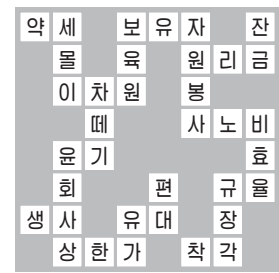 약세 보유자 잔
몰 육 원리금
이차원 봉
떼 사노비
윤기 효
회 편 규율
생사 유대 장
상한가 착각